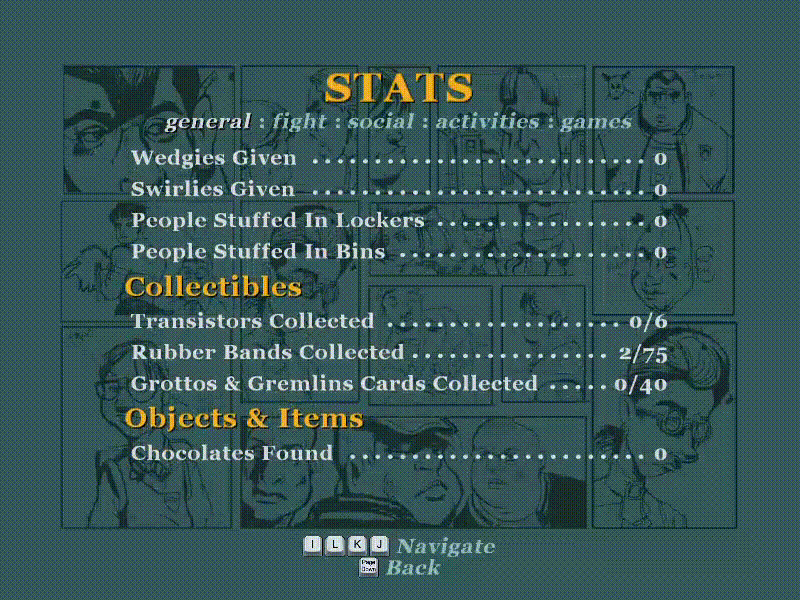 STATS
general : fight : social : activities : games
Wedgies Given ........................... 0
Swirlies Given ........................... 0
People Stuffed In Lockers ................. 0
People Stuffed In Bins .................... 0
Collectibles
Transistors Collected ................... 0/6
Rubber Bands Collected ................ 2/75
Grottos & Gremlins Cards Collected ..... 0/40
Objects & Items
Chocolates Found ........................ 0
I L K J Navigate
Page Down Back